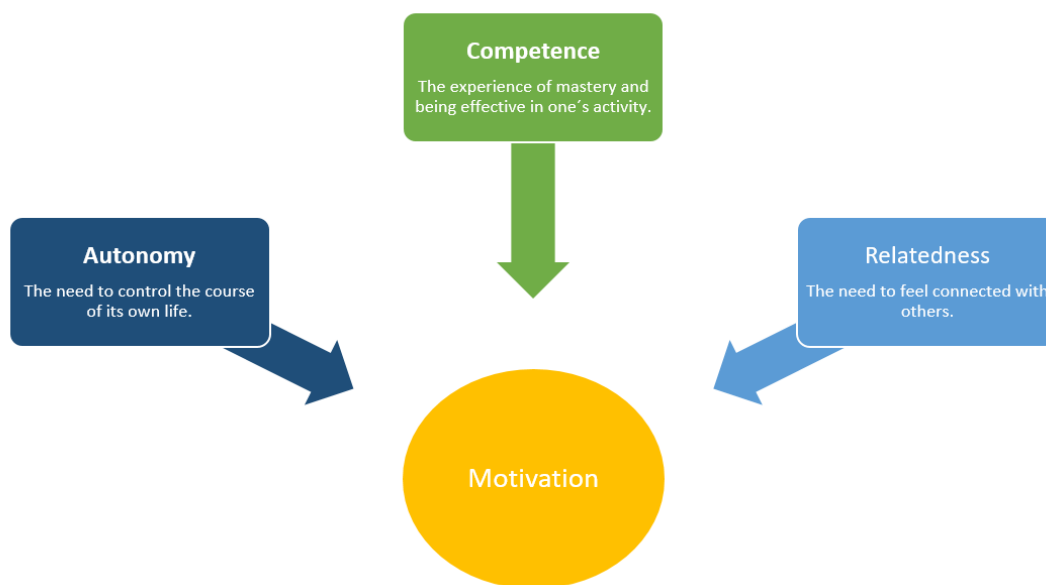 Competence
The experience of mastery and
being effective in one´s activity.
Autonomy
The need to control the course
of its own life.
Relatedness
The need to feel connected with
others.
Motivation